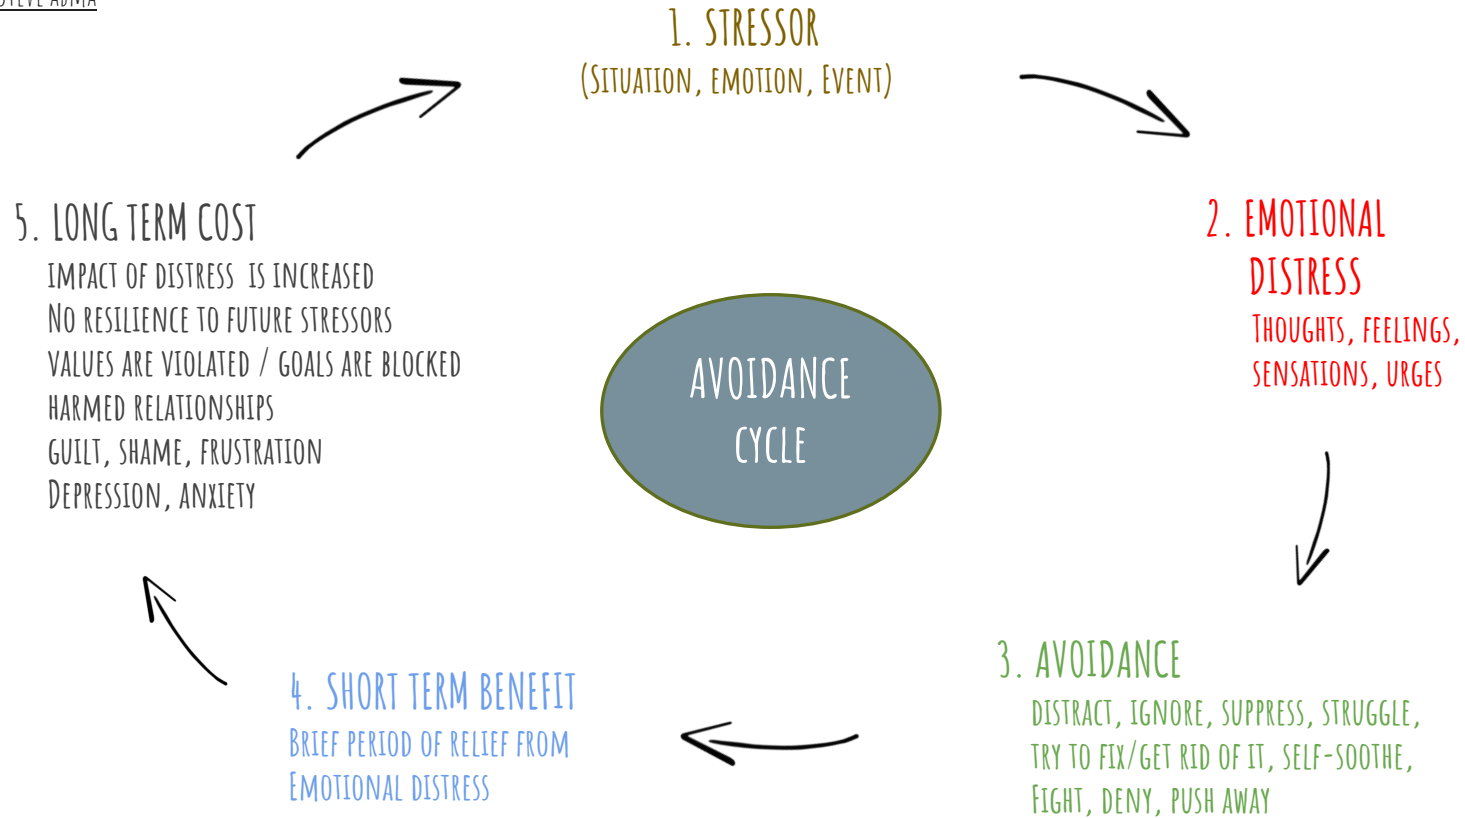 1. STRESSOR
(SITUATION, EMOTION, EVENT)
2. EMOTIONAL
DISTRESS
THOUGHTS, FEELINGS,
SENSATIONS, URGES
3. AVOIDANCE
DISTRACT, IGNORE, SUPPRESS, STRUGGLE,
TRY TO FIX/GET RID OF IT, SELF-SOOTHE,
FIGHT, DENY, PUSH AWAY
4. SHORT TERM BENEFIT
BRIEF PERIOD OF RELIEF FROM
EMOTIONAL DISTRESS
5. LONG TERM COST
IMPACT OF DISTRESS IS INCREASED
NO RESILIENCE TO FUTURE STRESSORS
VALUES ARE VIOLATED / GOALS ARE BLOCKED
HARMED RELATIONSHIPS
GUILT, SHAME, FRUSTRATION
DEPRESSION, ANXIETY
AVOIDANCE
CYCLE